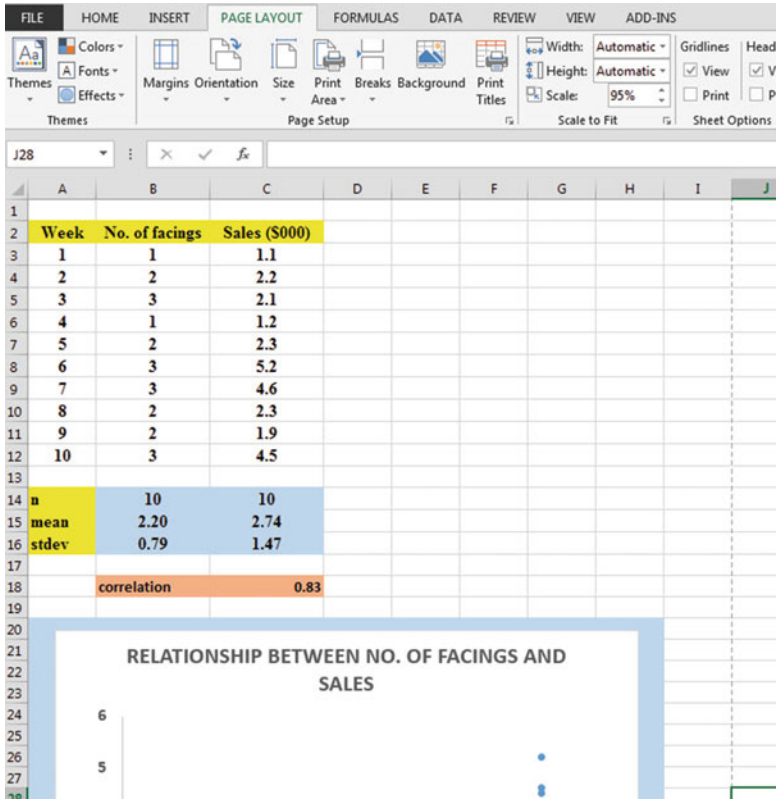 FILE HOME INSERT PAGE LAYOUT FORMULAS DATA REVIEW VIEW ADD-INS
Colors Width: Automatic Gridlines Head
Aa A Fonts Height: Automatic View V
Themes Effects Margins Orientation Size Print Area Breaks Background Print Titles Scale: 95% Print P
Themes Page Setup Scale to Fit Sheet Options
J28 fx
A B C D E F G H I J
1
2 Week No. of facings Sales ($000)
3 1 1 1.1
4 2 2 2.2
5 3 3 2.1
6 4 1 1.2
7 5 2 2.3
8 6 3 5.2
9 7 3 4.6
10 8 2 2.3
11 9 2 1.9
12 10 3 4.5
13
14 n 10 10
15 mean 2.20 2.74
16 stdev 0.79 1.47
17
18 correlation 0.83
19
20
21 RELATIONSHIP BETWEEN NO. OF FACINGS AND
22
23 SALES
24 6
25
26 5
27
28